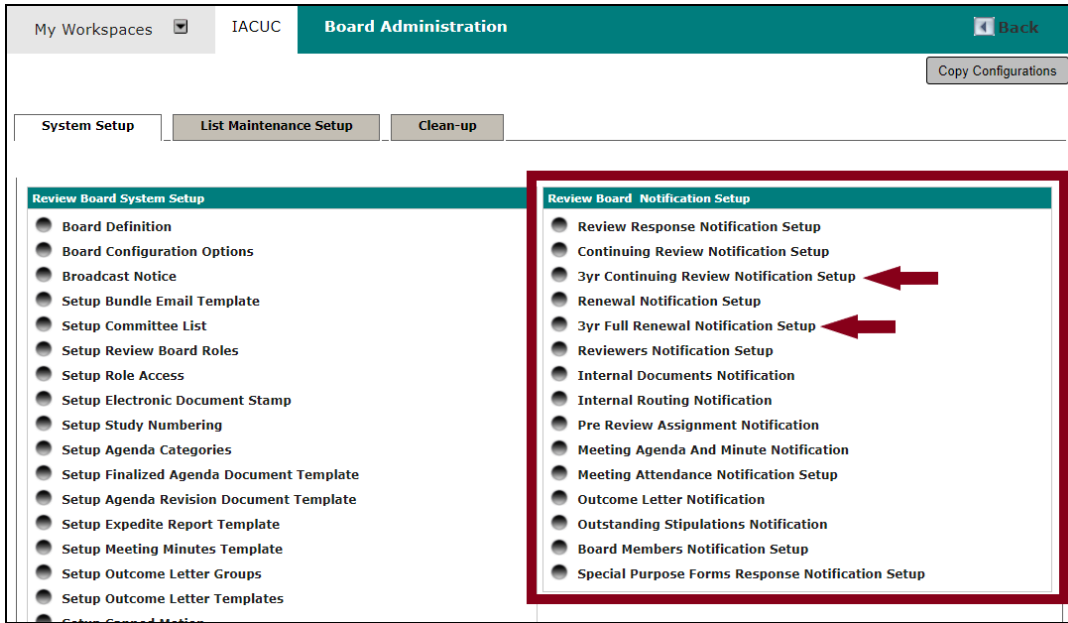 My Workspaces IACUC Board Administration Back
Copy Configurations
System Setup List Maintenance Setup Clean-up
Review Board System Setup
Board Definition
Board Configuration Options
Broadcast Notice
Setup Bundle Email Template
Setup Committee List
Setup Review Board Roles
Setup Role Access
Setup Electronic Document Stamp
Setup Study Numbering
Setup Agenda Categories
Setup Finalized Agenda Document Template
Setup Agenda Revision Document Template
Setup Expedite Report Template
Setup Meeting Minutes Template
Setup Outcome Letter Groups
Setup Outcome Letter Templates
Setup Canned Motion
Review Board Notification Setup
Review Response Notification Setup
Continuing Review Notification Setup
3yr Continuing Review Notification Setup
Renewal Notification Setup
3yr Full Renewal Notification Setup
Reviewers Notification Setup
Internal Documents Notification
Internal Routing Notification
Pre Review Assignment Notification
Meeting Agenda And Minute Notification
Meeting Attendance Notification Setup
Outcome Letter Notification
Outstanding Stipulations Notification
Board Members Notification Setup
Special Purpose Forms Response Notification Setup